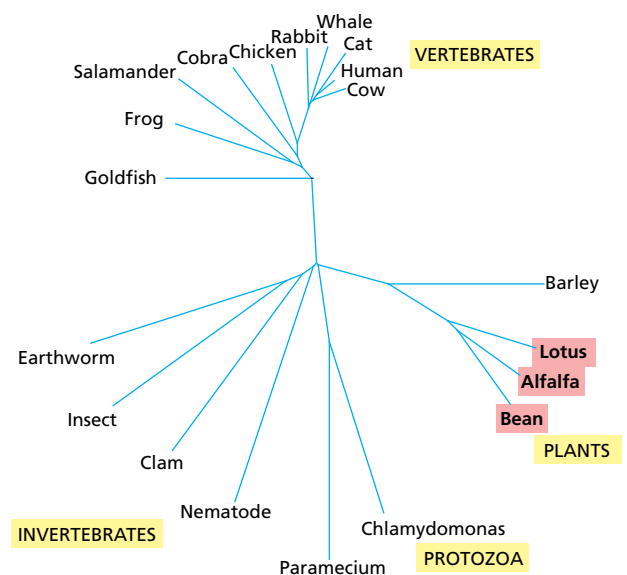 Whale
Rabbit
Cat
Chicken
VERTEBRATES
Cobra
Salamander
Human
Cow
Frog
Goldfish
Barley
Lotus
Earthworm
Alfalfa
Insect
Bean
PLANTS
Clam
Nematode
Chlamydomonas
INVERTEBRATES
PROTOZOA
Paramecium